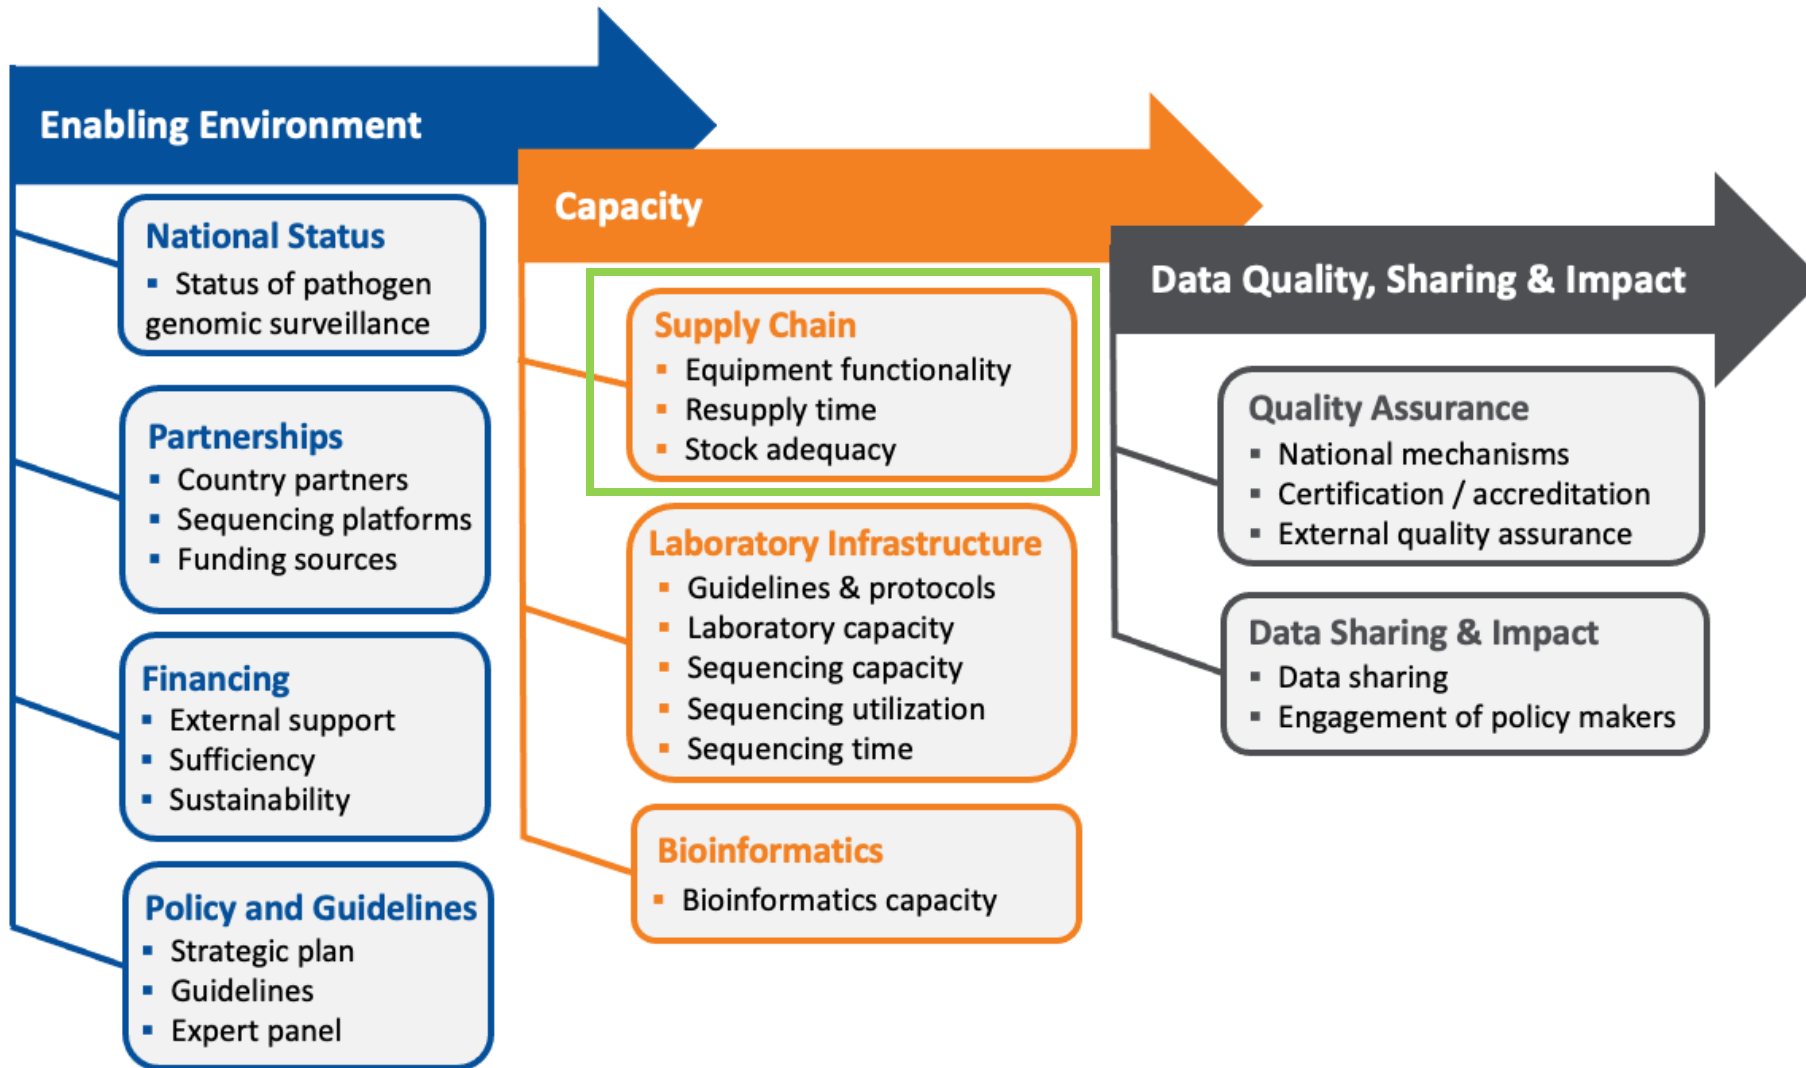 Enabling Environment
National Status
▪ Status of pathogen
genomic surveillance
Partnerships
▪ Country partners
▪ Sequencing platforms
▪ Funding sources
Financing
▪ External support
▪ Sufficiency
▪ Sustainability
Policy and Guidelines
▪ Strategic plan
▪ Guidelines
▪ Expert panel
Capacity
Supply Chain
▪ Equipment functionality
▪ Resupply time
▪ Stock adequacy
Laboratory Infrastructure
▪ Guidelines & protocols
▪ Laboratory capacity
▪ Sequencing capacity
▪ Sequencing utilization
▪ Sequencing time
Bioinformatics
▪ Bioinformatics capacity
Data Quality, Sharing & Impact
Quality Assurance
▪ National mechanisms
▪ Certification / accreditation
▪ External quality assurance
Data Sharing & Impact
▪ Data sharing
▪ Engagement of policy makers